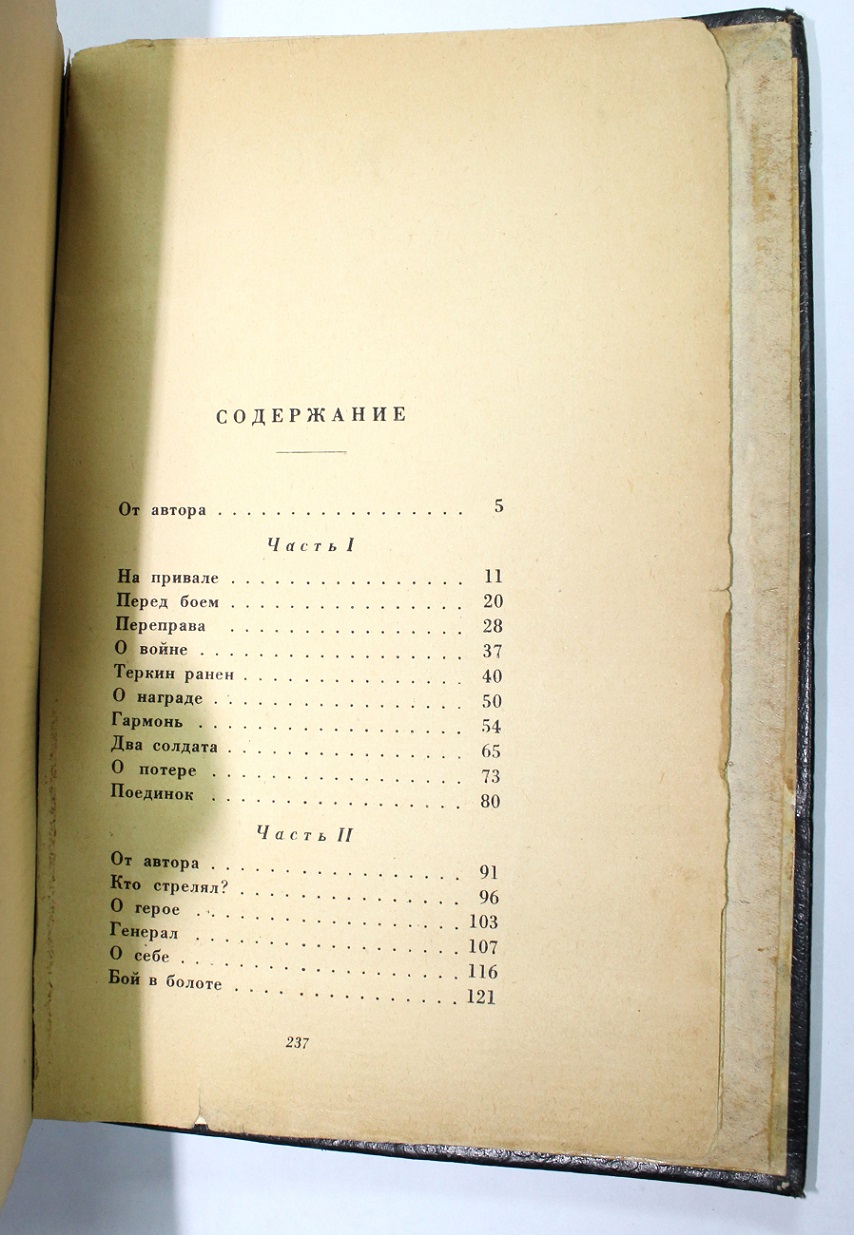 СОДЕРЖАНИЕ
От автора . . . . . . . . . . . . . . . . . 5
Часть I
На привале . . . . . . . . . . . . . . . . 11
Перед боем . . . . . . . . . . . . . . . . 20
Переправа . . . . . . . . . . . . . . . . 28
О войне . . . . . . . . . . . . . . . . . . 37
Теркин ранен . . . . . . . . . . . . . . . 40
О награде . . . . . . . . . . . . . . . . . 50
Гармонь . . . . . . . . . . . . . . . . . . 54
Два солдата . . . . . . . . . . . . . . . . 65
О потере . . . . . . . . . . . . . . . . . 73
Поединок . . . . . . . . . . . . . . . . . 80
Часть II
От автора . . . . . . . . . . . . . . . . . 91
Кто стрелял? . . . . . . . . . . . . . . . 96
О герое . . . . . . . . . . . . . . . . . . 103
Генерал . . . . . . . . . . . . . . . . . . 107
О себе . . . . . . . . . . . . . . . . . . . 116
Бой в болоте . . . . . . . . . . . . . . . 121
237